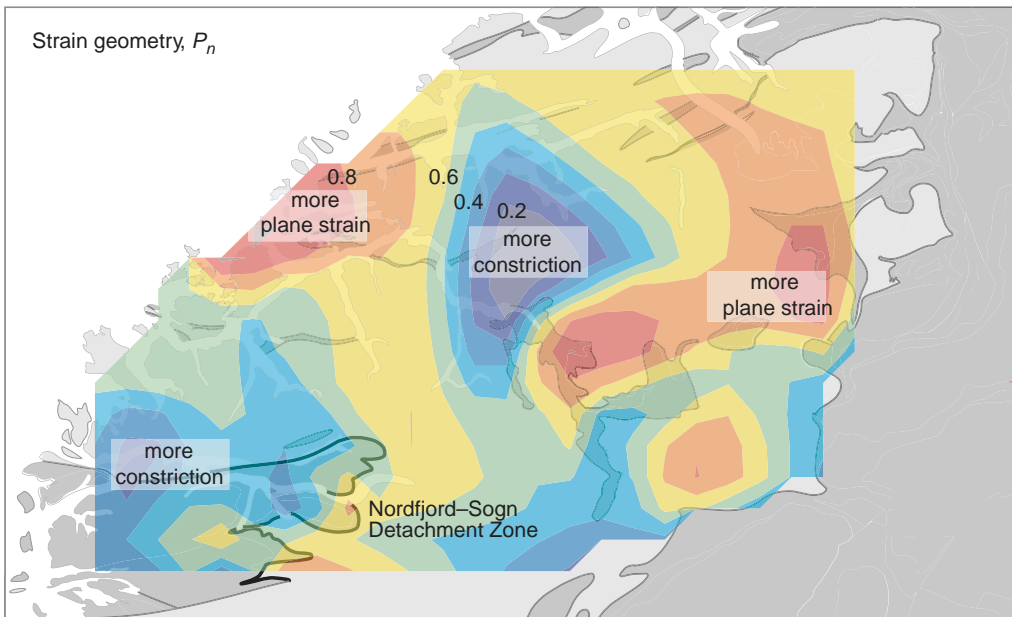 Strain geometry, Pn
0.8
0.6
more
plane strain
0.4
0.2
more
constriction
more
plane strain
more
constriction
Nordfjord–Sogn
Detachment Zone